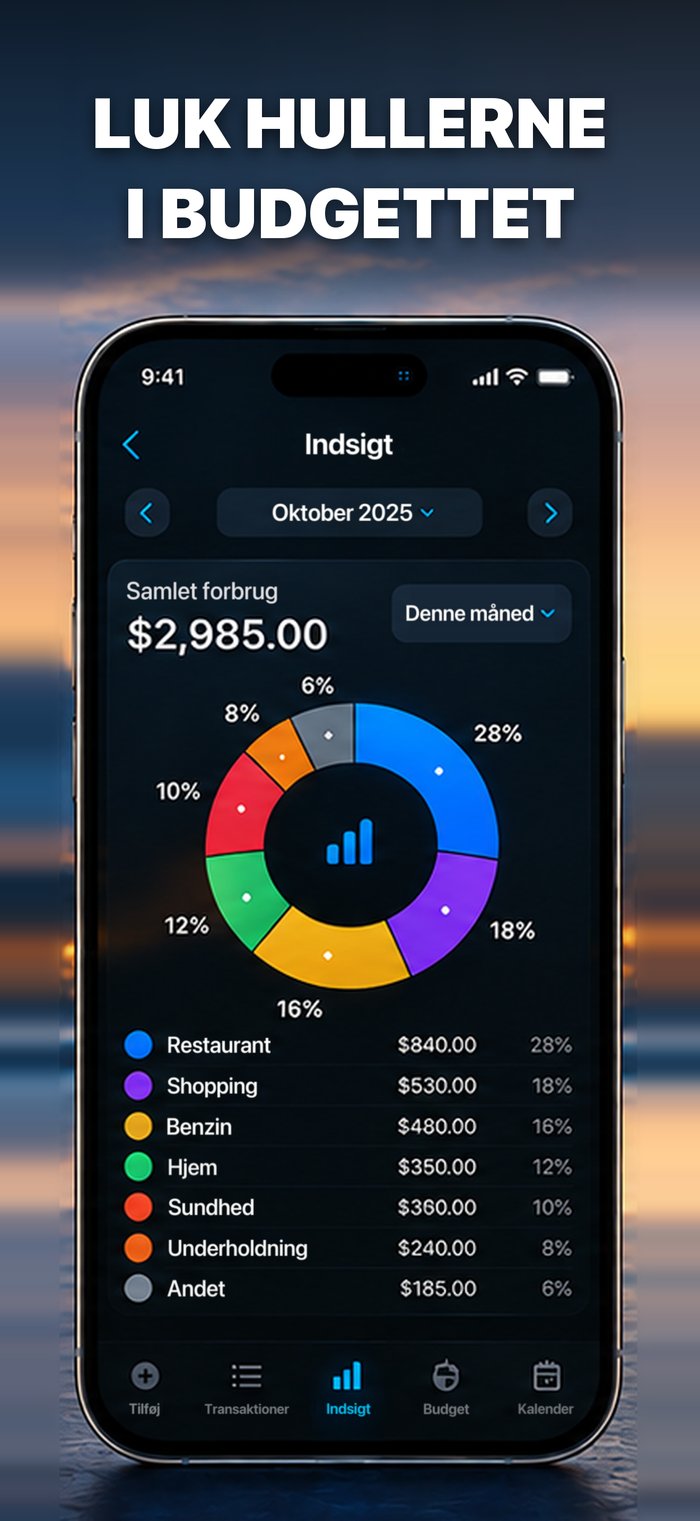 LUK HULLERNE
I BUDGETTET
9:41
Indsigt
Oktober 2025
Samlet forbrug
$2,985.00
Denne måned
6%
8%
28%
10%
12%
18%
16%
Restaurant $840.00 28%
Shopping $530.00 18%
Benzin $480.00 16%
Hjem $350.00 12%
Sundhed $360.00 10%
Underholdning $240.00 8%
Andet $185.00 6%
Tilføj Transaktioner Indsigt Budget Kalender